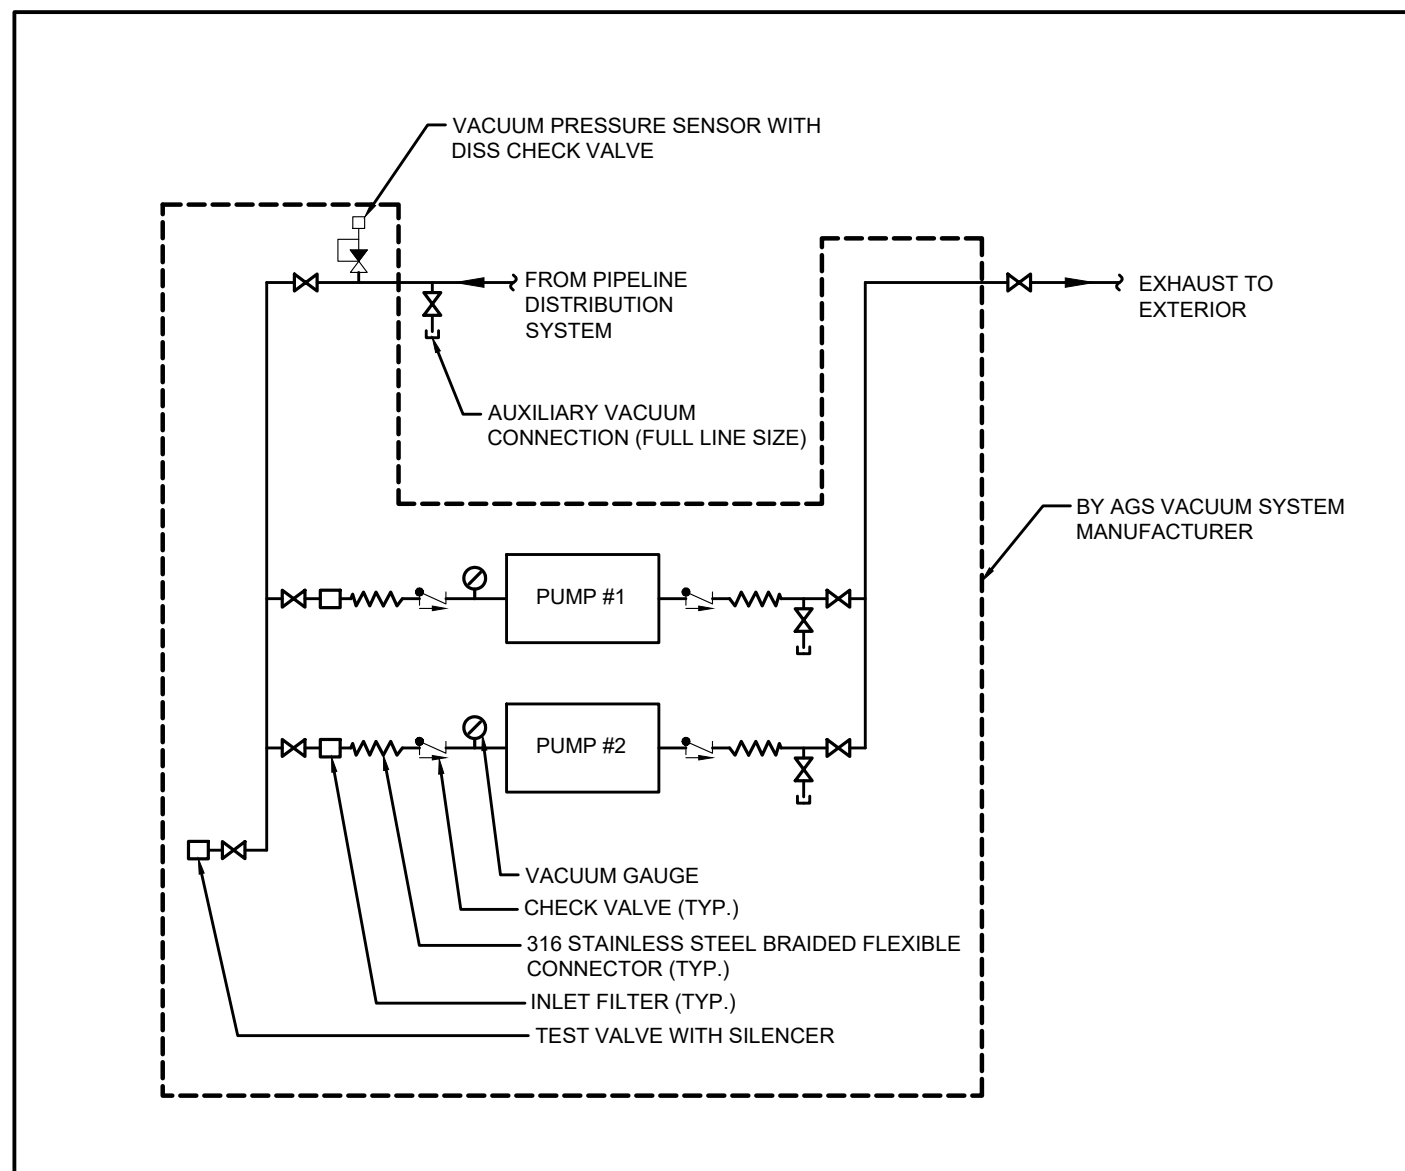 VACUUM PRESSURE SENSOR WITH
DISS CHECK VALVE
FROM PIPELINE
DISTRIBUTION
SYSTEM
EXHAUST TO
EXTERIOR
AUXILIARY VACUUM
CONNECTION (FULL LINE SIZE)
BY AGS VACUUM SYSTEM
MANUFACTURER
PUMP #1
PUMP #2
VACUUM GAUGE
CHECK VALVE (TYP.)
316 STAINLESS STEEL BRAIDED FLEXIBLE
CONNECTOR (TYP.)
INLET FILTER (TYP.)
TEST VALVE WITH SILENCER